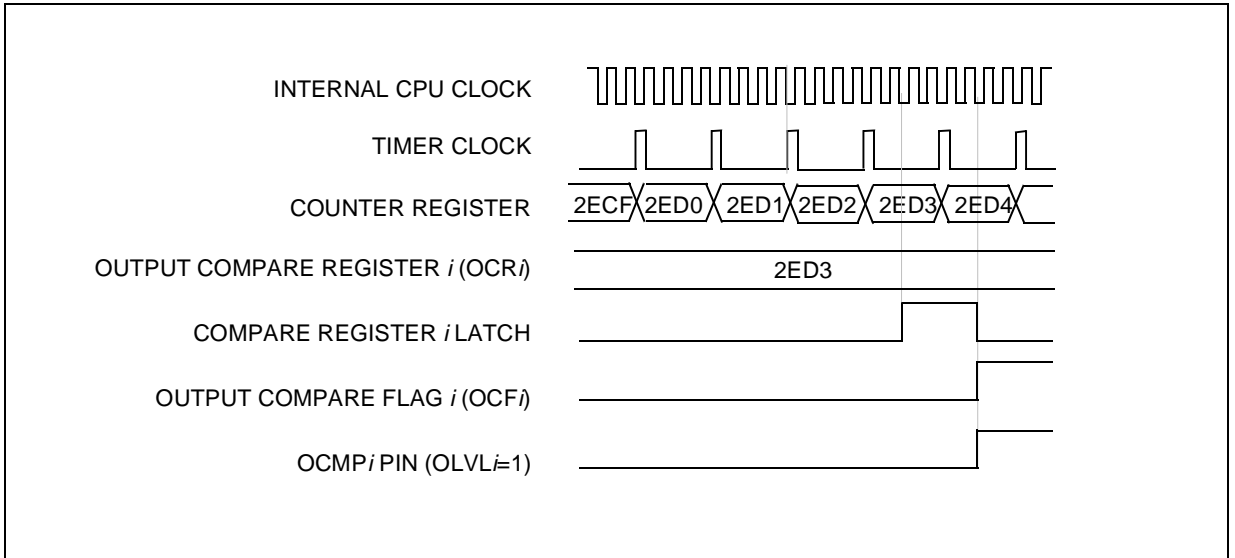 INTERNAL CPU CLOCK
TIMER CLOCK
COUNTER REGISTER
2ECF 2ED0 2ED1 2ED2 2ED3 2ED4
OUTPUT COMPARE REGISTER i (OCRi)
2ED3
COMPARE REGISTER i LATCH
OUTPUT COMPARE FLAG i (OCFi)
OCMPi PIN (OLVLi=1)